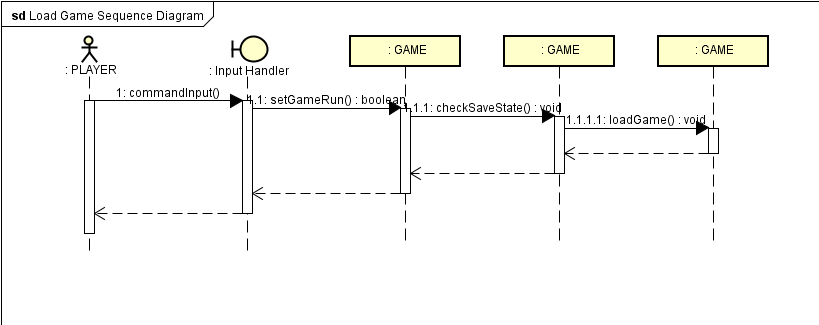 sd Load Game Sequence Diagram
: PLAYER
: Input Handler
: GAME
: GAME
: GAME
1: commandInput()
1.1: setGameRun() : boolean
1.1.1: checkSaveState() : void
1.1.1.1: loadGame() : void